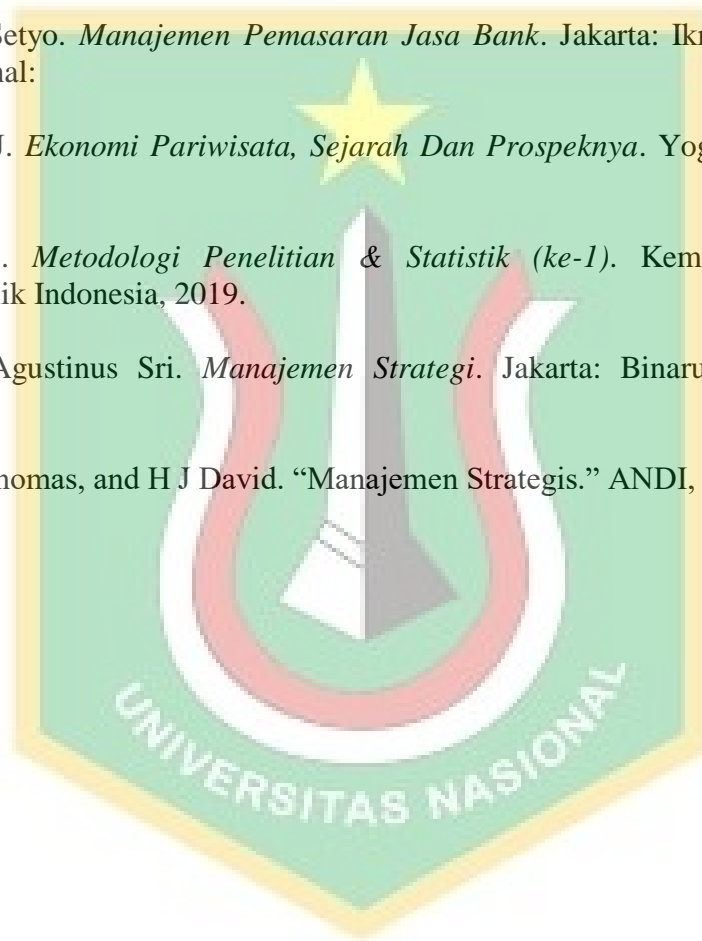 Setyo. Manajemen Pemasaran Jasa Bank. Jakarta: Ikr
nal:
J. Ekonomi Pariwisata, Sejarah Dan Prospeknya. Yog
. Metodologi Penelitian & Statistik (ke-1). Kem
lik Indonesia, 2019.
Agustinus Sri. Manajemen Strategi. Jakarta: Binaru
homas, and H J David. “Manajemen Strategis.” ANDI,
UNIVERSITAS NASIONAL